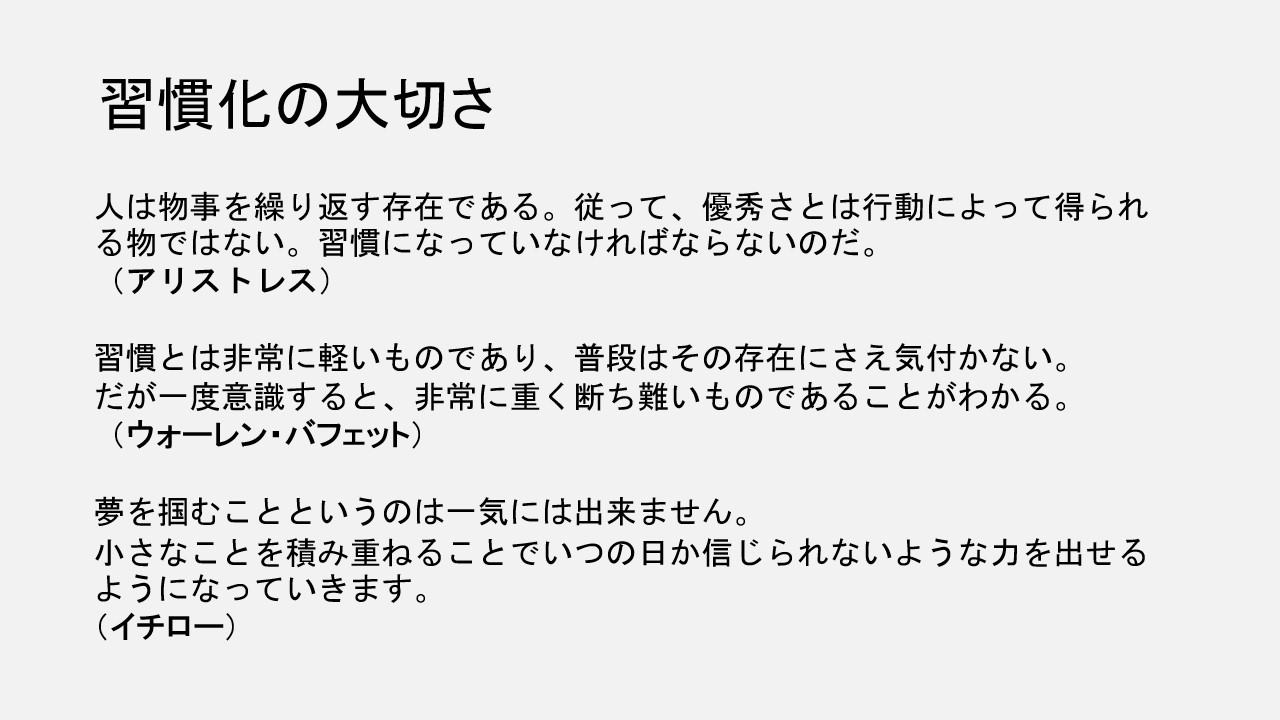 習慣化の大切さ
人は物事を繰り返す存在である。従って、優秀さとは行動によって得られ
る物ではない。習慣になっていなければならないのだ。
（アリストレス）
習慣とは非常に軽いものであり、普段はその存在にさえ気付かない。
だが一度意識すると、非常に重く断ち難いものであることがわかる。
（ウォーレン・バフェット）
夢を掴むことというのは一気には出来ません。
小さなことを積み重ねることでいつの日か信じられないような力を出せる
ようになっていきます。
（イチロー）